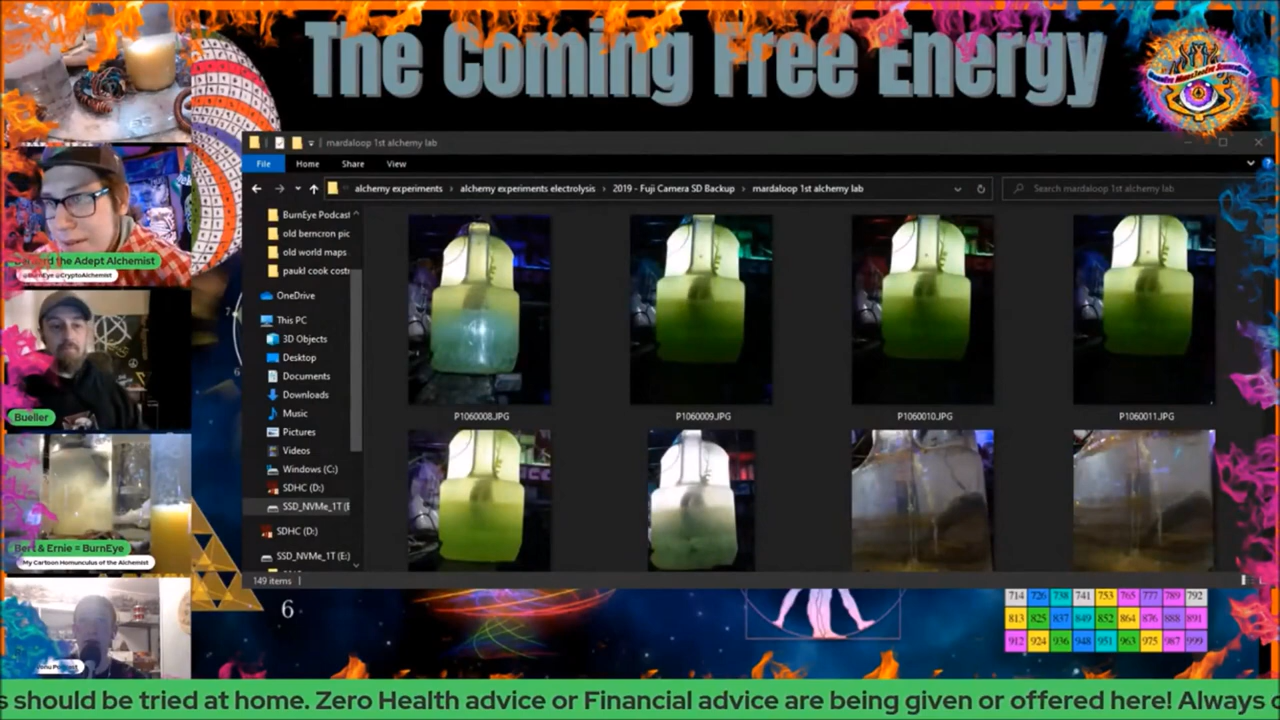 The Coming Free Energy
mardaloop 1st alchemy lab
File Home Share View
alchemy experiments › alchemy experiments electrolysis › 2019 - Fuji Camera SD Backup › mardaloop 1st alchemy lab
Search mardaloop 1st alchemy lab
BurnEye Podcast
old berncron pic
old world maps
paukl cook costu
OneDrive
This PC
3D Objects
Desktop
Documents
Downloads
Music
Pictures
Videos
Windows (C:)
SDHC (D:)
SSD_NVMe_1T (E
SDHC (D:)
SSD_NVMe_1T (E:)
149 items
P1060008.JPG P1060009.JPG P1060010.JPG P1060011.JPG
the Adept Alchemist
@BurnEye @CryptoAlchemist
Bueller
Bert & Ernie = BurnEye
My Cartoon Homunculus of the Alchemist
Podcast
6
714 726 738 741 753 765 777 789 792
813 825 837 849 852 864 876 888 891
912 924 936 948 951 963 975 987 999
s should be tried at home. Zero Health advice or Financial advice are being given or offered here! Always